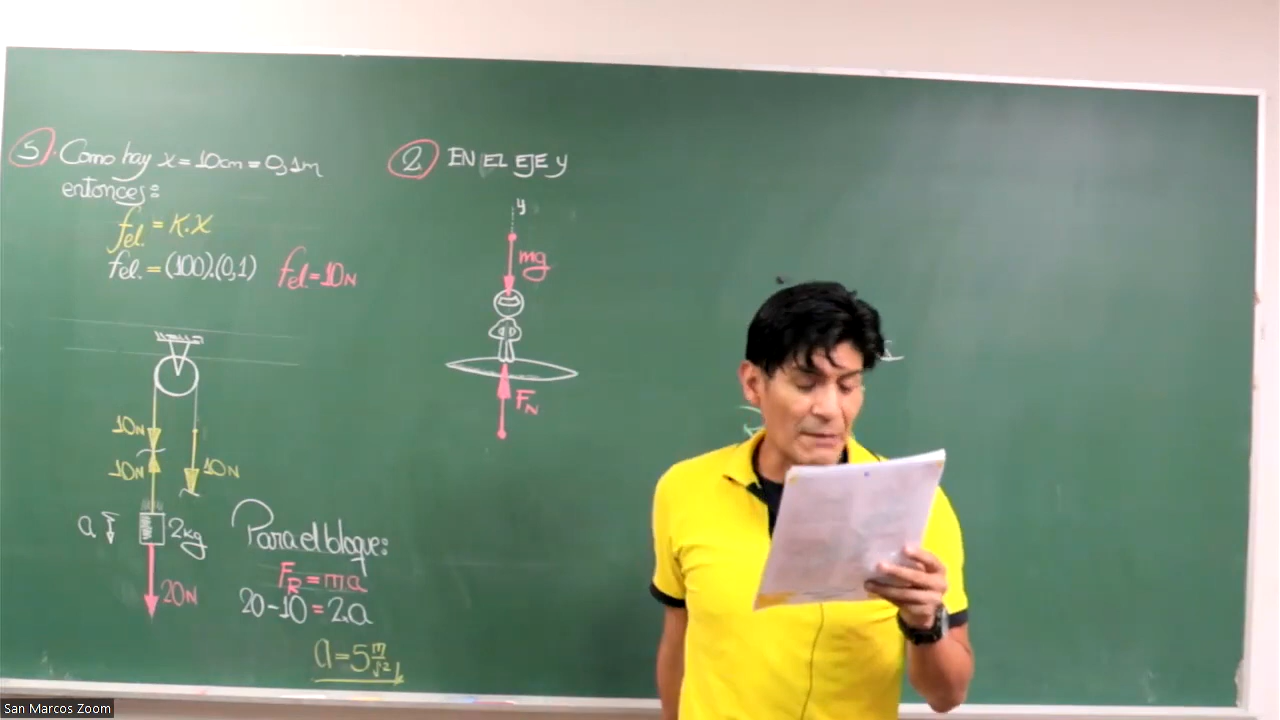 5. Como hay x = 10cm = 0,1m
entonces:
fel. = K.X
fel. = (100).(0,1) fel = 10N
10N
10N
10N
a
2kg
20N
Para el bloque:
FR = ma
20-10 = 2.a
a = 5 m/s²
2. EN EL EJE Y
y
mg
FN
San Marcos Zoom